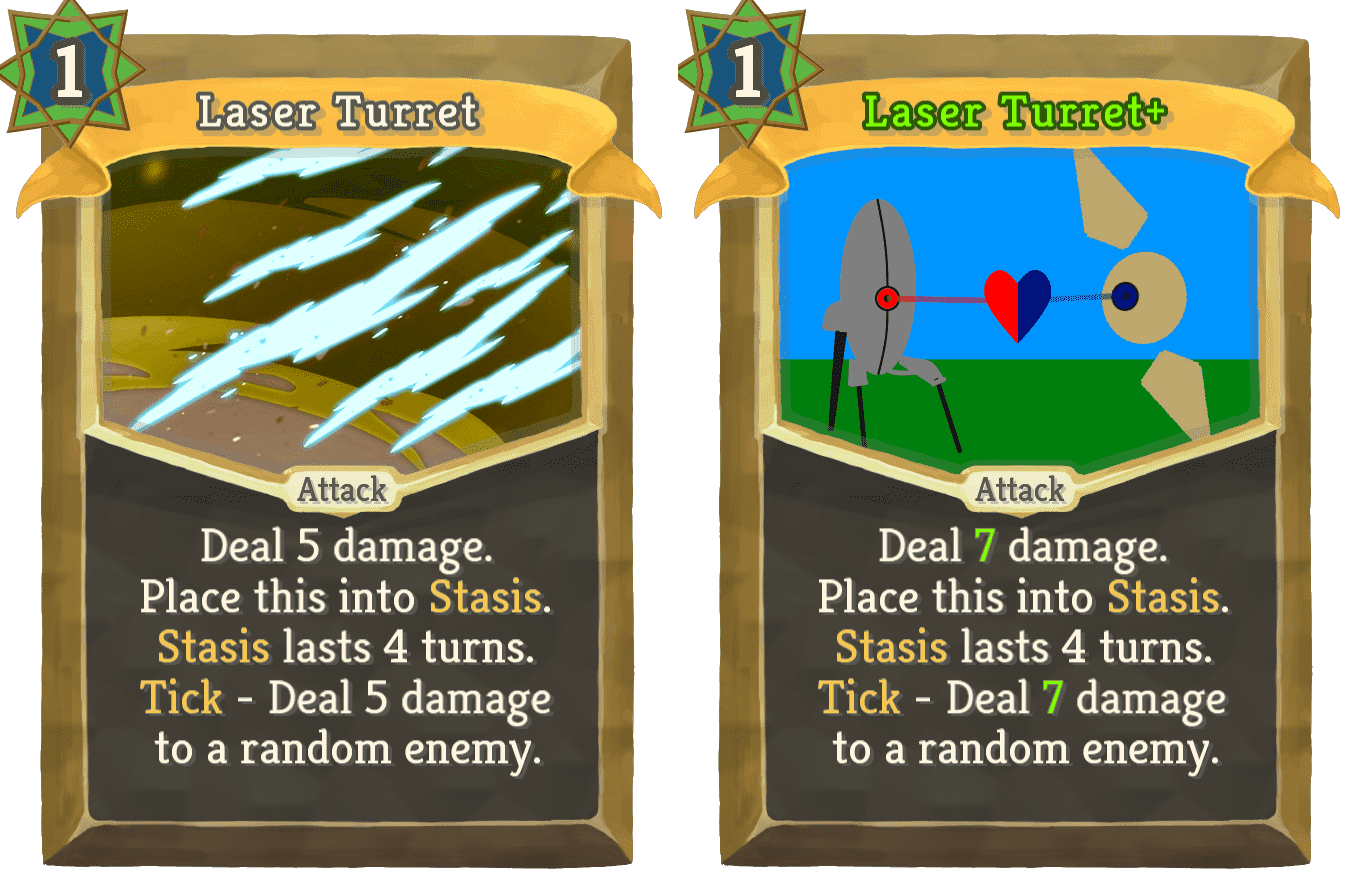 1
Laser Turret
Attack
Deal 5 damage.
Place this into Stasis.
Stasis lasts 4 turns.
Tick - Deal 5 damage
to a random enemy.
1
Laser Turret+
Attack
Deal 7 damage.
Place this into Stasis.
Stasis lasts 4 turns.
Tick - Deal 7 damage
to a random enemy.